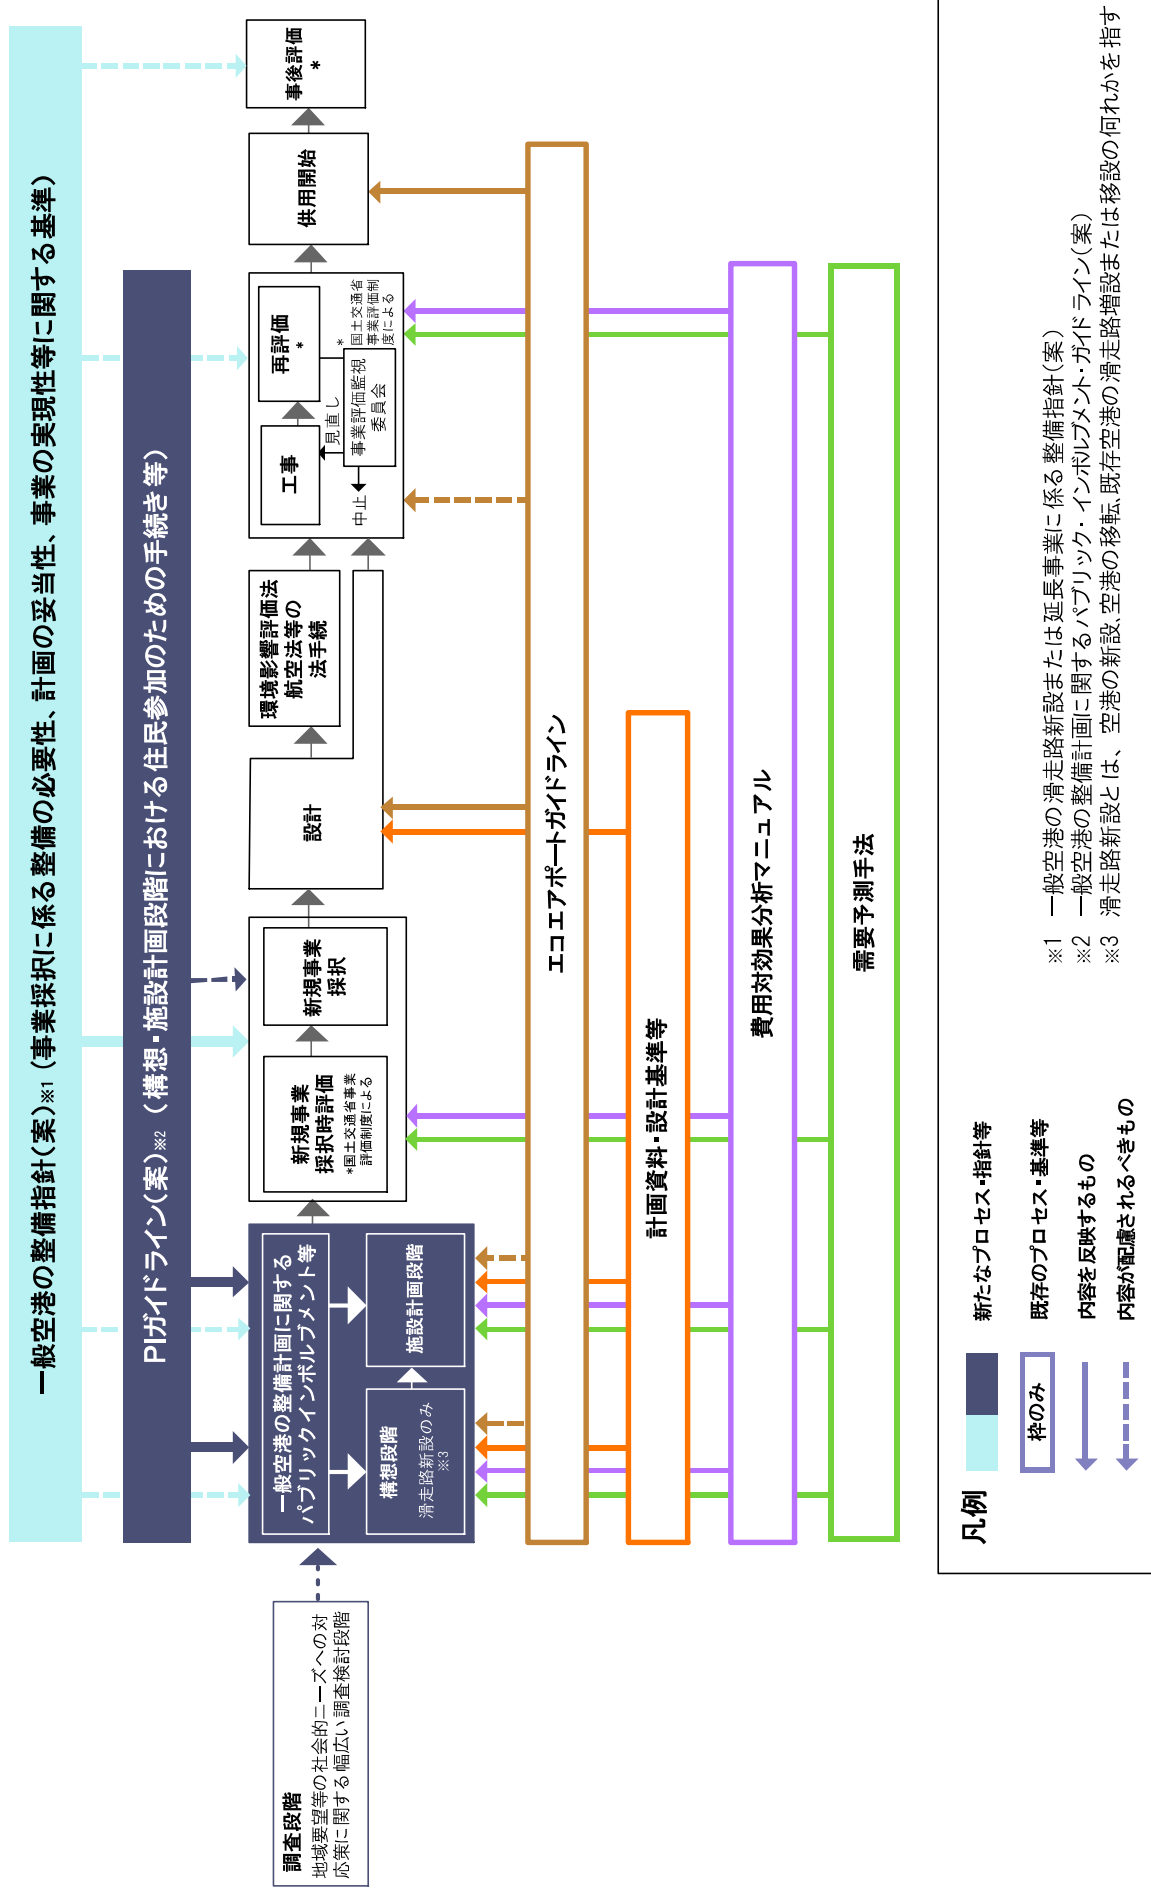 一般空港の整備指針(案)※1（事業採択に係る整備の必要性、計画の妥当性、事業の実現性等に関する基準）
PIガイドライン(案)※2（構想・施設計画段階における住民参加のための手続き等）
調査段階
地域要望等の社会的ニーズへの対
応策に関する幅広い調査検討段階
一般空港の整備計画に関する
パブリックインボルブメント等
構想段階
滑走路新設のみ
※3
施設計画段階
新規事業
採択時評価
*国土交通省事業
評価制度による
新規事業
採択
設計
環境影響評価法
航空法等の
法手続
工事
再評価
*
見直し
中止
事業評価監視
委員会
*
国土交通省
事業評価制
度による
供用開始
事後評価
*
エコエアポートガイドライン
計画資料・設計基準等
費用対効果分析マニュアル
需要予測手法
凡例
新たなプロセス・指針等
枠のみ
既存のプロセス・基準等
内容を反映するもの
内容が配慮されるべきもの
※1 一般空港の滑走路新設または延長事業に係る整備指針(案)
※2 一般空港の整備計画に関するパブリック・インボルブメント・ガイドライン(案)
※3 滑走路新設とは、空港の新設、空港の移転、既存空港の滑走路増設または移設の何れかを指す